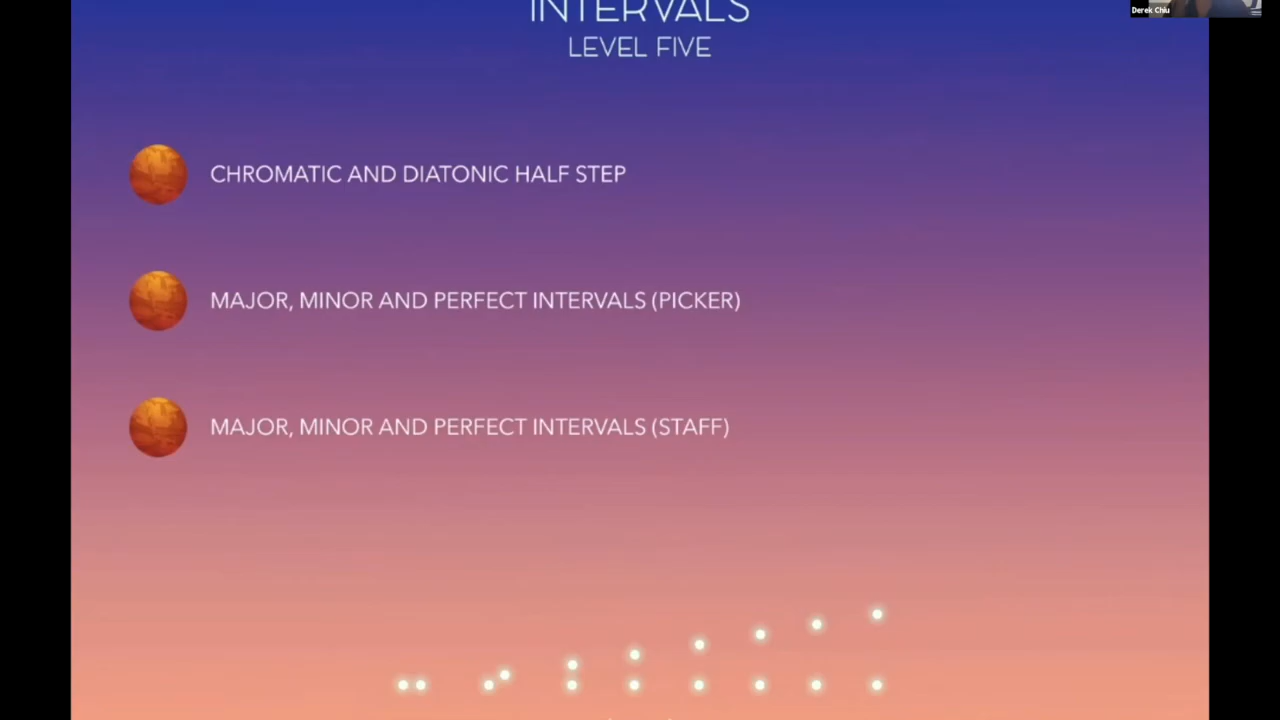 INTERVALS
Derek Chiu
LEVEL FIVE
CHROMATIC AND DIATONIC HALF STEP
MAJOR, MINOR AND PERFECT INTERVALS (PICKER)
MAJOR, MINOR AND PERFECT INTERVALS (STAFF)